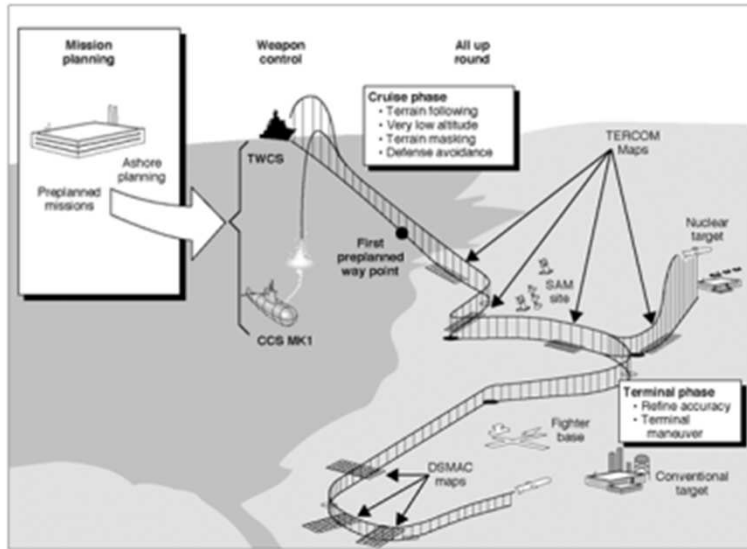 Mission
planning
Weapon
control
All up
round
Ashore
planning
Preplanned
missions
TWCS
CCS MK1
Cruise phase
• Terrain following
• Very low altitude
• Terrain masking
• Defense avoidance
First
preplanned
way point
TERCOM
Maps
Nuclear
target
SAM
site
Terminal phase
• Refine accuracy
• Terminal
maneuver
Fighter
base
DSMAC
maps
Conventional
target